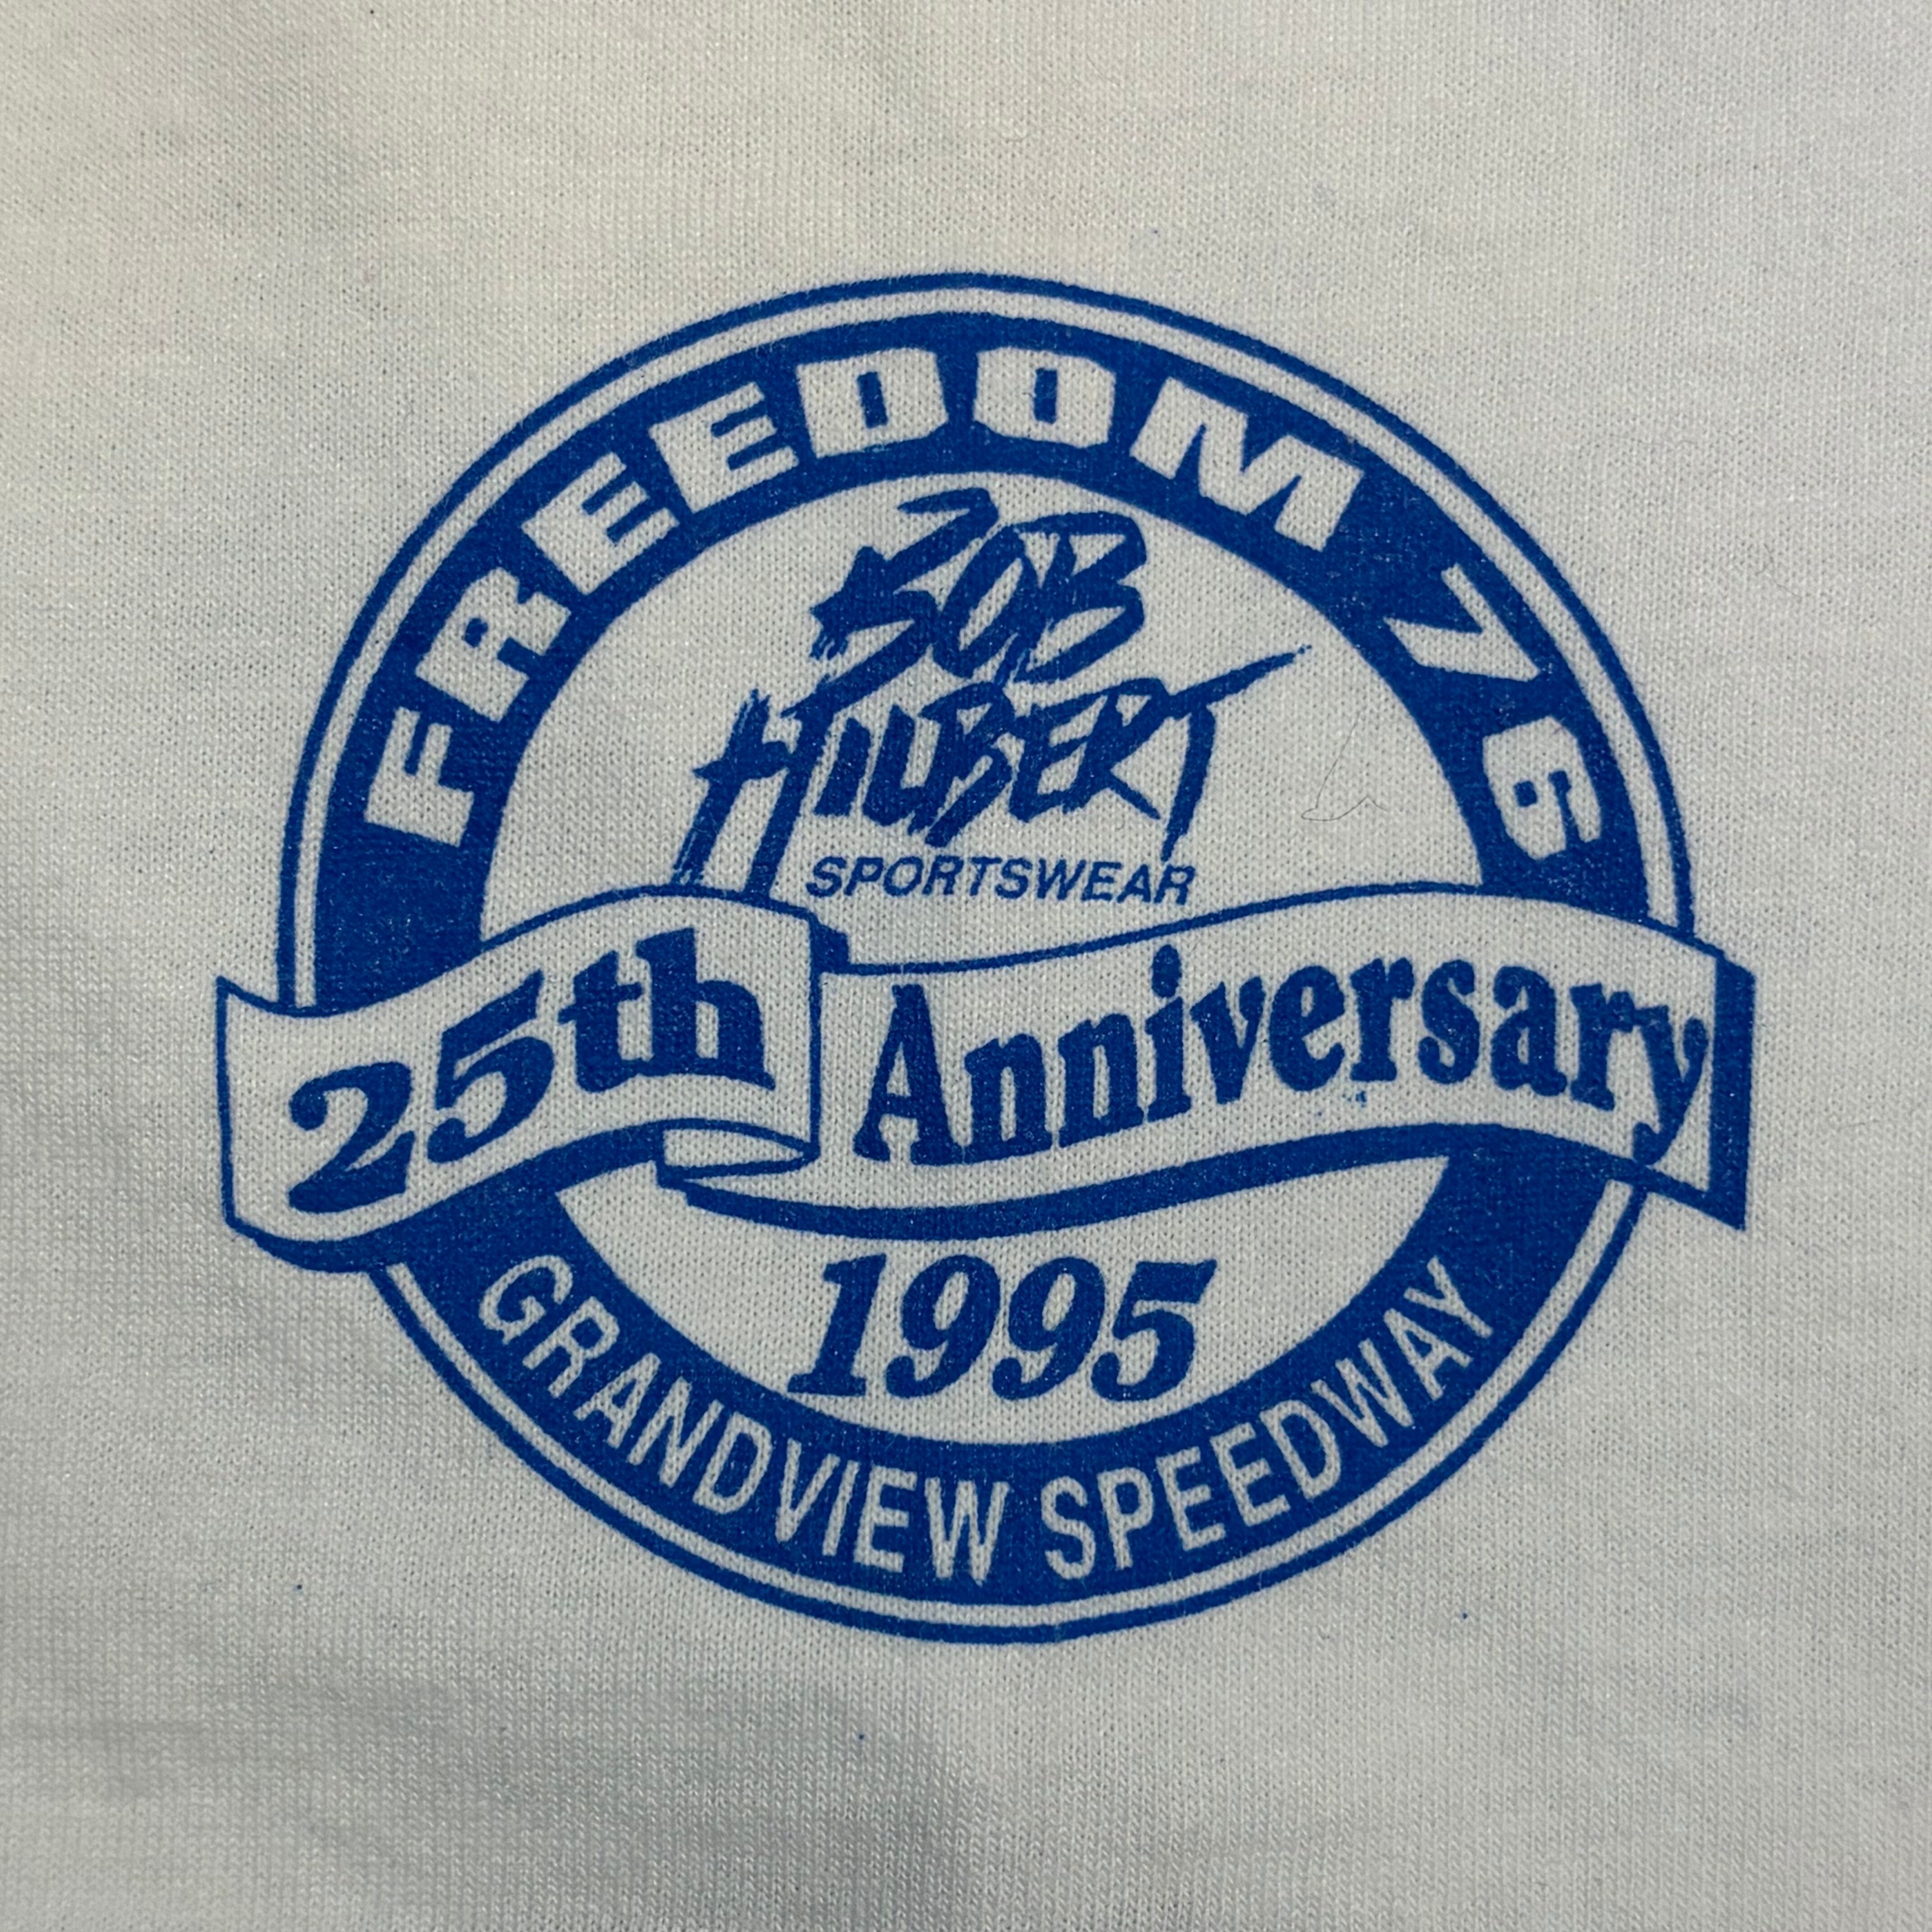 FREEDOM 76
BOB
HILBERT
SPORTSWEAR
25th Anniversary
1995
GRANDVIEW SPEEDWAY